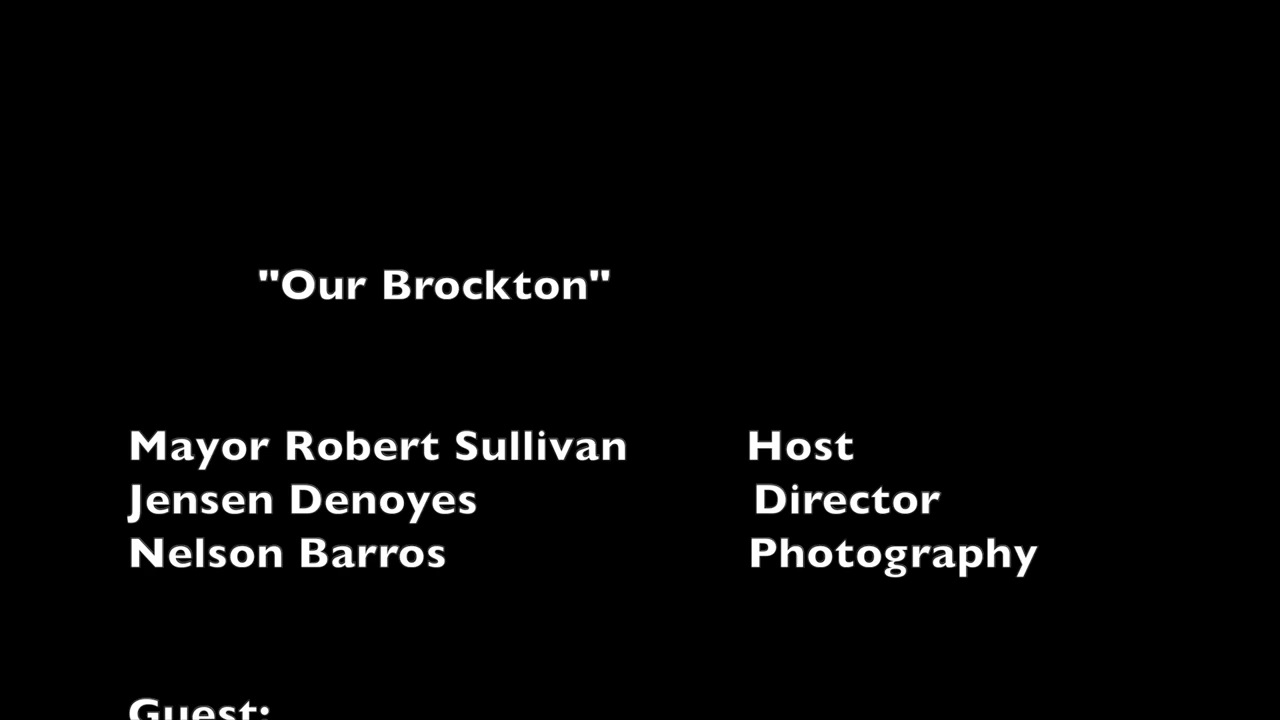 "Our Brockton"
Mayor Robert Sullivan Host
Jensen Denoyes Director
Nelson Barros Photography
Guest: